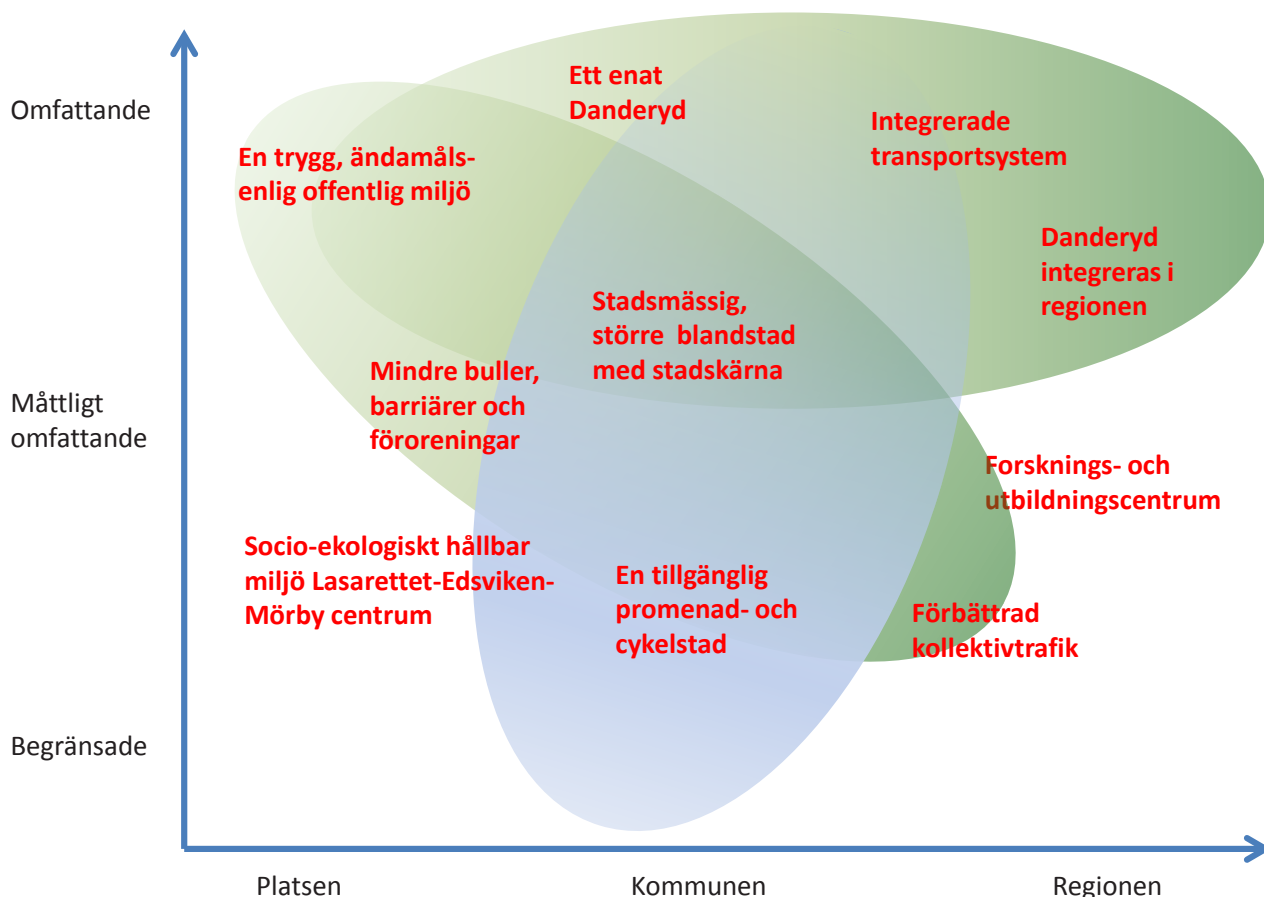 Omfattande
Ett enat
Danderyd
Integrerade
transportsystem
En trygg, ändamåls-
enlig offentlig miljö
Danderyd
integreras i
regionen
Stadsmässig,
större blandstad
med stadskärna
Mindre buller,
barriärer och
föroreningar
Måttligt
omfattande
Forsknings- och
utbildningscentrum
Socio-ekologiskt hållbar
miljö Lasarettet-Edsviken-
Mörby centrum
En tillgänglig
promenad- och
cykelstad
Förbättrad
kollektivtrafik
Begränsade
Platsen
Kommunen
Regionen